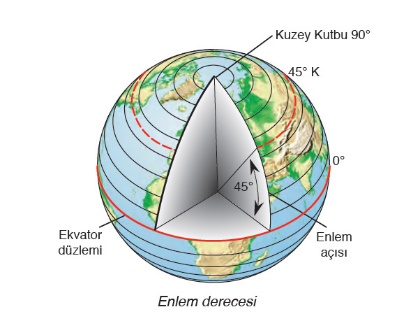 Kuzey Kutbu 90°
45° K
0°
45°
Ekvator
düzlemi
Enlem
açısı
Enlem derecesi